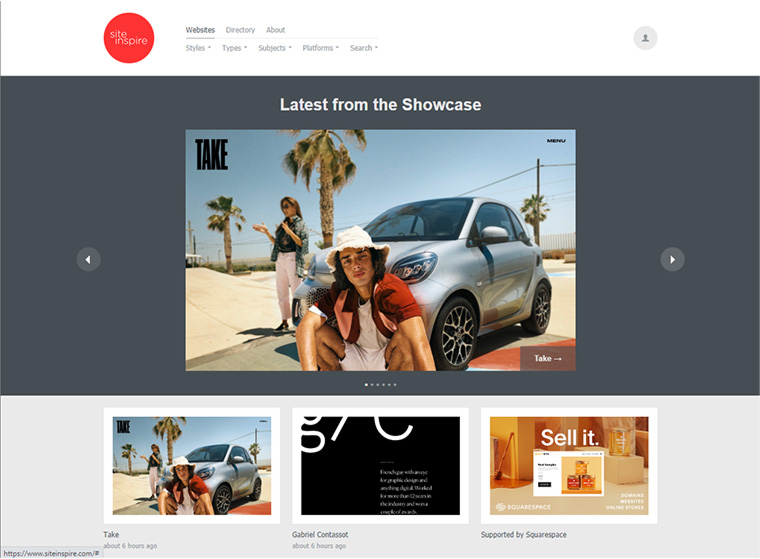 site
inspire
Websites Directory About
Styles Types Subjects Platforms Search
Latest from the Showcase
TAKE
MENU
Take →
TAKE
g/C
French guy with an eye
for graphic design and
anything digital. Worked
for more than 12 years in
the industry and won a
couple of awards.
Sell it.
SQUARESPACE
DOMAINS
WEBSITES
ONLINE STORES
Take
about 6 hours ago
Gabriel Contassot
about 6 hours ago
Supported by Squarespace
https://www.siteinspire.com/#